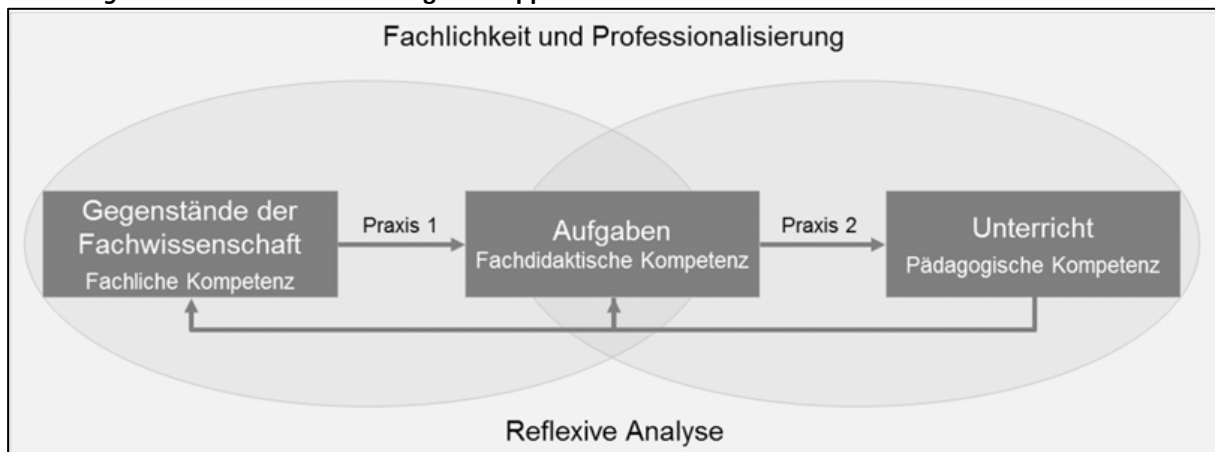 Fachlichkeit und Professionalisierung
Gegenstände der
Fachwissenschaft
Fachliche Kompetenz
Praxis 1
Aufgaben
Fachdidaktische Kompetenz
Praxis 2
Unterricht
Pädagogische Kompetenz
Reflexive Analyse